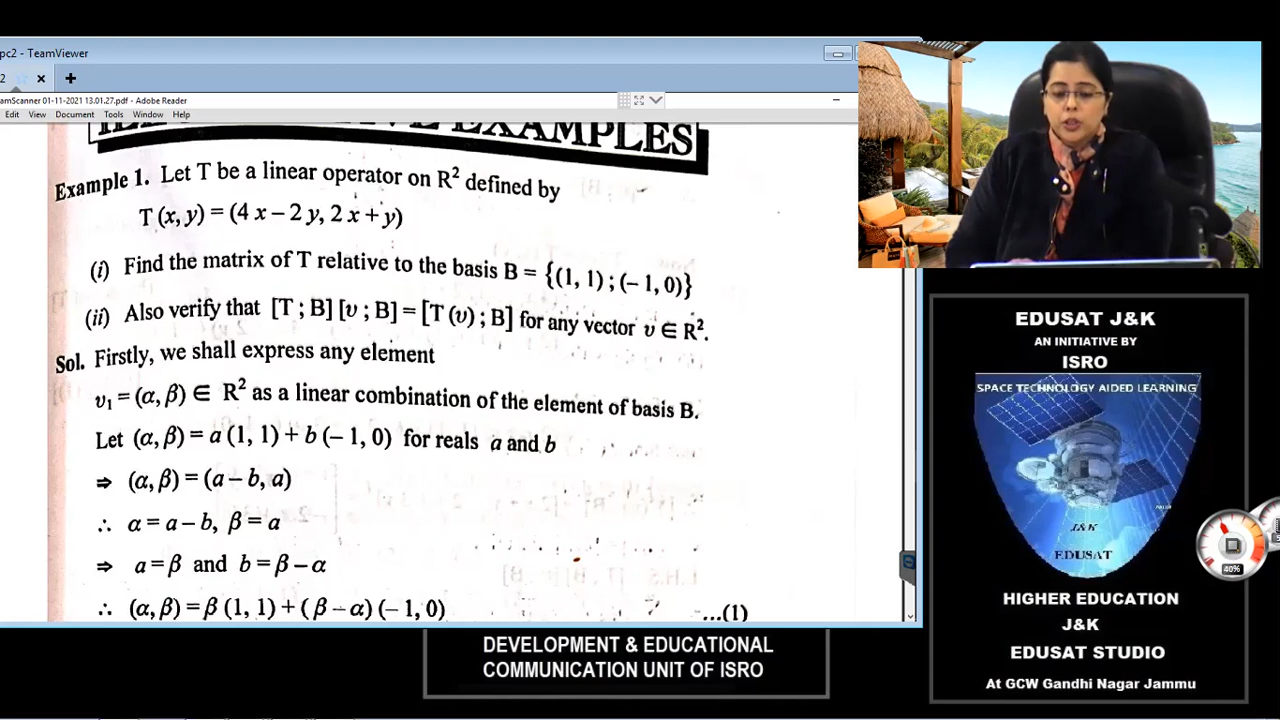 pc2 - TeamViewer
2
amScanner 01-11-2021 13.01.27.pdf - Adobe Reader
Edit View Document Tools Window Help
ILLUSTRATIVE EXAMPLES
Example 1. Let T be a linear operator on R² defined by
T (x, y) = (4 x − 2 y, 2 x + y)
(i) Find the matrix of T relative to the basis B = {(1, 1) ; (− 1, 0)}
(ii) Also verify that [T ; B] [υ ; B] = [T (υ) ; B] for any vector υ ∈ R².
Sol. Firstly, we shall express any element
υ₁ = (α, β) ∈ R² as a linear combination of the element of basis B.
Let (α, β) = a (1, 1) + b (− 1, 0) for reals a and b
⇒ (α, β) = (a − b, a)
∴ α = a − b, β = a
⇒ a = β and b = β − α
∴ (α, β) = β (1, 1) + (β − α) (− 1, 0) ...(1)
DEVELOPMENT & EDUCATIONAL
COMMUNICATION UNIT OF ISRO
EDUSAT J&K
AN INITIATIVE BY
ISRO
SPACE TECHNOLOGY AIDED LEARNING
J&K
EDUSAT
HIGHER EDUCATION
J&K
EDUSAT STUDIO
At GCW Gandhi Nagar Jammu
40%